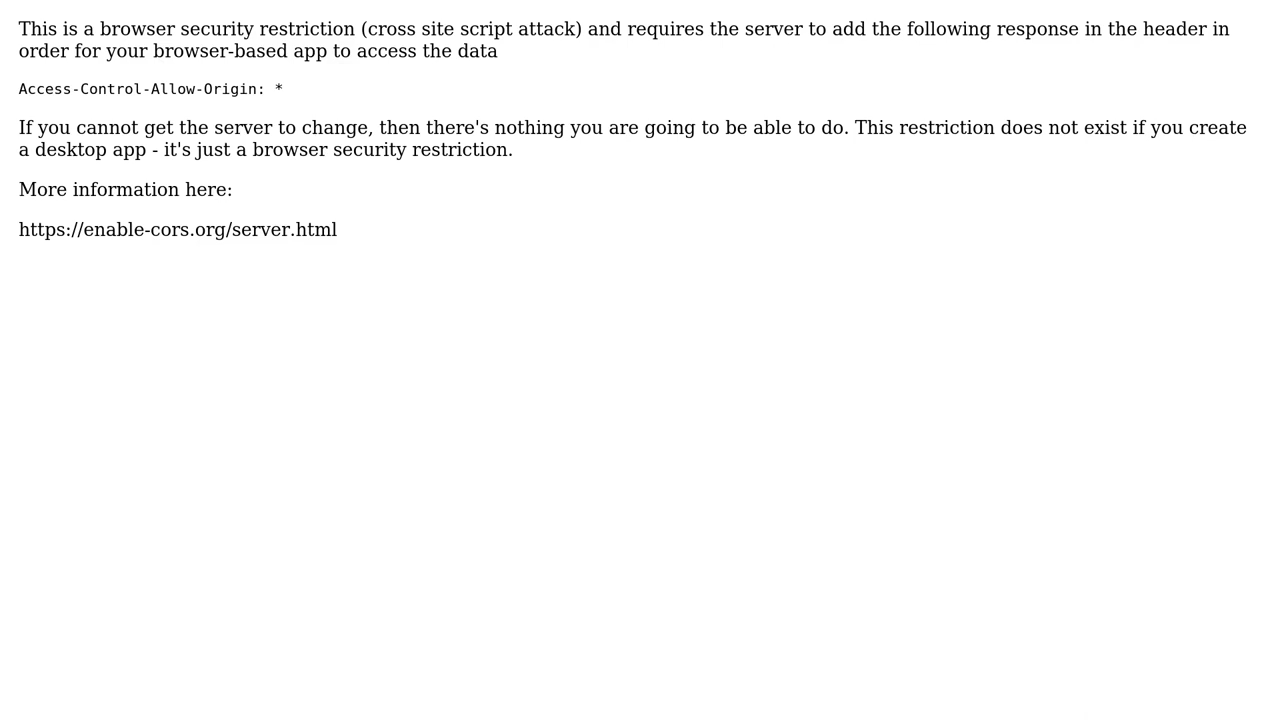 This is a browser security restriction (cross site script attack) and requires the server to add the following response in the header in
order for your browser-based app to access the data
Access-Control-Allow-Origin: *
If you cannot get the server to change, then there's nothing you are going to be able to do. This restriction does not exist if you create
a desktop app - it's just a browser security restriction.
More information here:
https://enable-cors.org/server.html